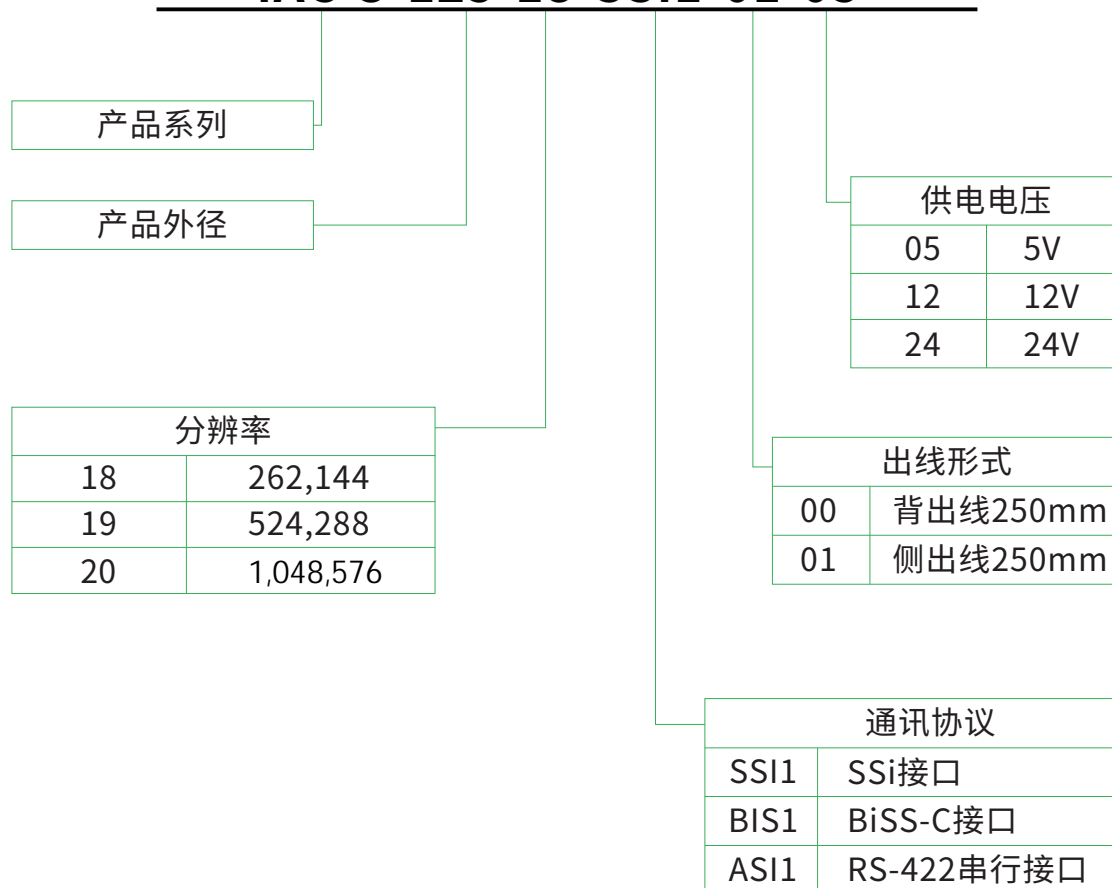 产品系列
产品外径
供电电压
05 5V
12 12V
24 24V
分辨率
18 262,144
19 524,288
20 1,048,576
出线形式
00 背出线250mm
01 侧出线250mm
通讯协议
SSI1 SSi接口
BIS1 BiSS-C接口
ASI1 RS-422串行接口